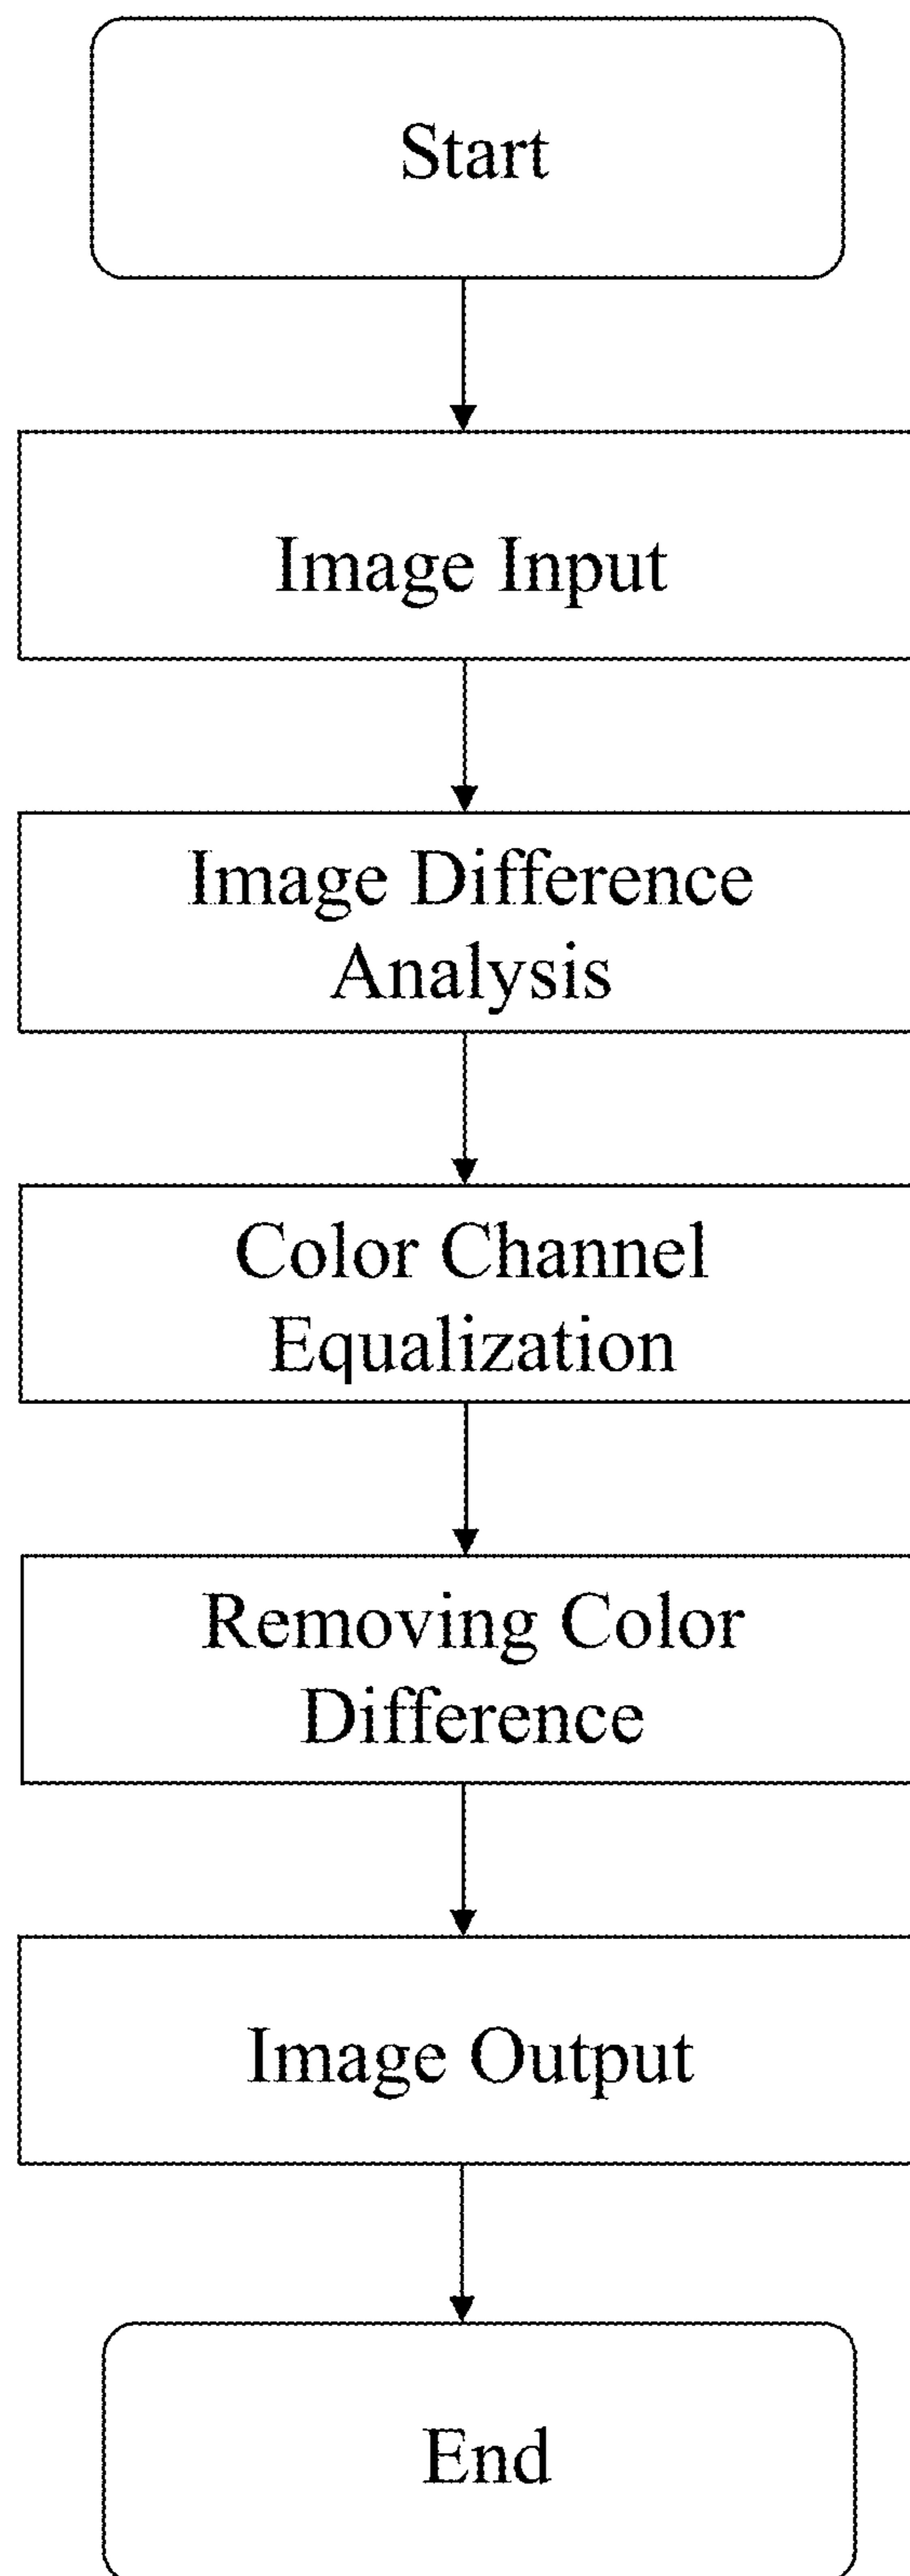 Start
Image Input
Image Difference
Analysis
Color Channel
Equalization
Removing Color
Difference
Image Output
End